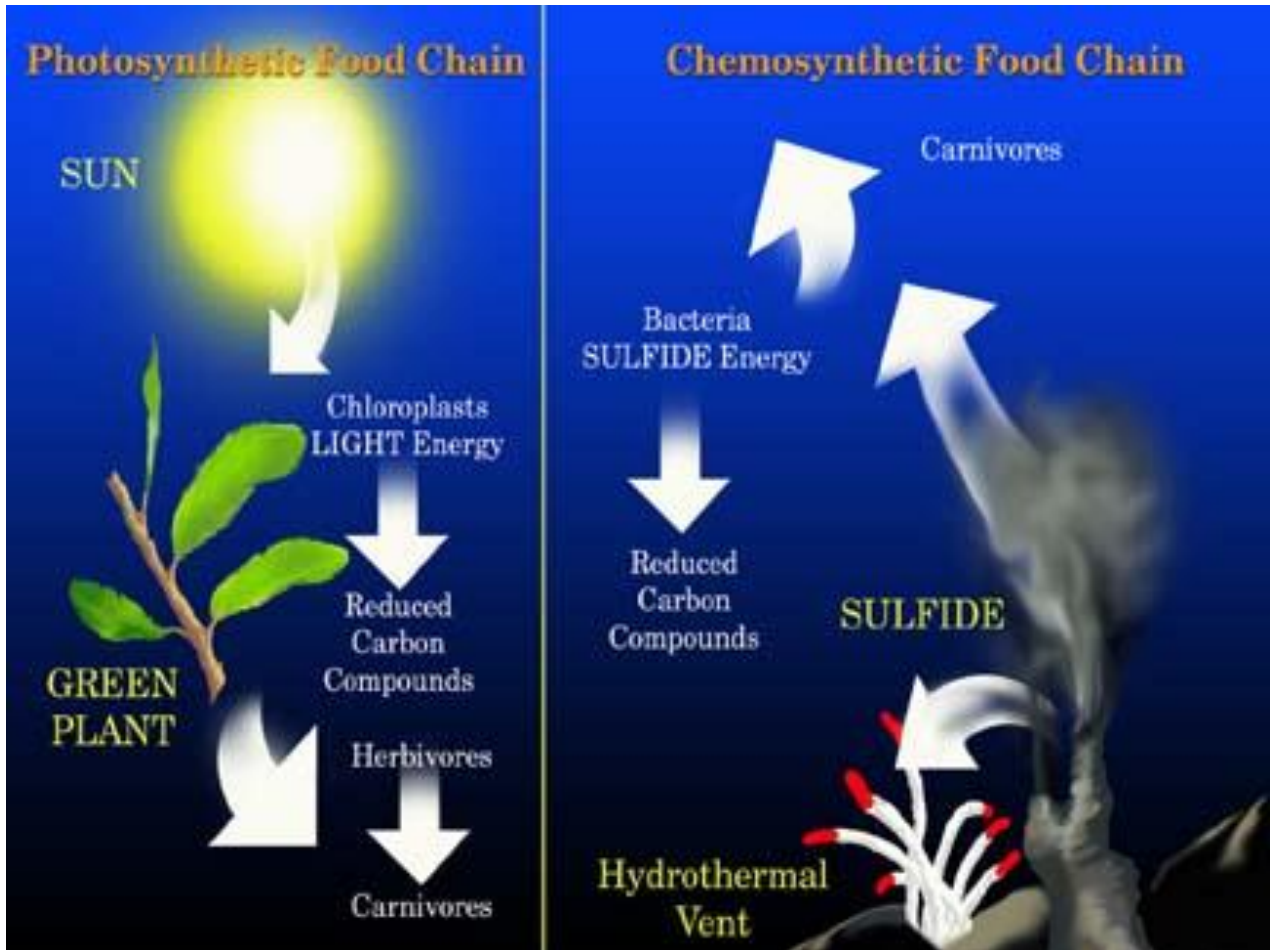 Photosynthetic Food Chain
SUN
Chloroplasts
LIGHT Energy
Reduced
Carbon
Compounds
GREEN
PLANT
Herbivores
Carnivores
Chemosynthetic Food Chain
Carnivores
Bacteria
SULFIDE Energy
Reduced
Carbon
Compounds
SULFIDE
Hydrothermal
Vent